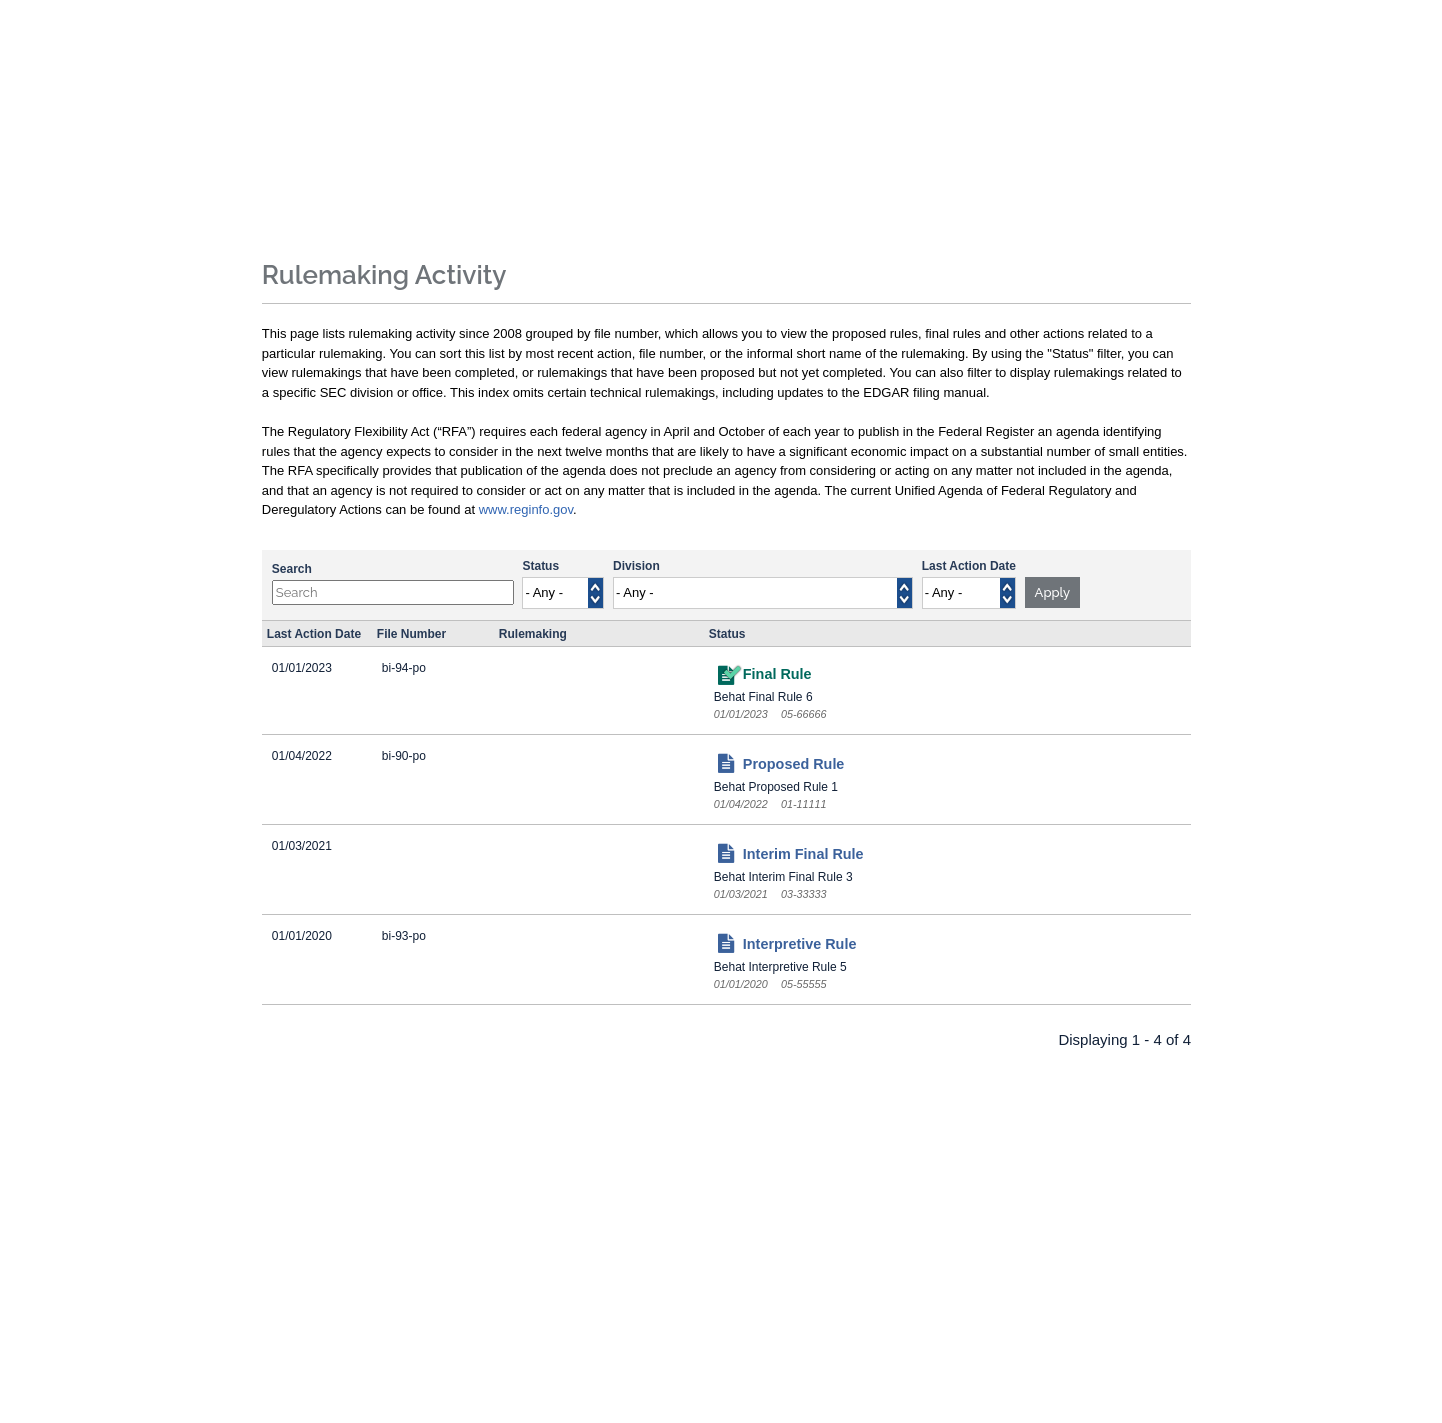 Rulemaking Activity
This page lists rulemaking activity since 2008 grouped by file number, which allows you to view the proposed rules, final rules and other actions related to a
particular rulemaking. You can sort this list by most recent action, file number, or the informal short name of the rulemaking. By using the "Status" filter, you can
view rulemakings that have been completed, or rulemakings that have been proposed but not yet completed. You can also filter to display rulemakings related to
a specific SEC division or office. This index omits certain technical rulemakings, including updates to the EDGAR filing manual.
The Regulatory Flexibility Act (“RFA”) requires each federal agency in April and October of each year to publish in the Federal Register an agenda identifying
rules that the agency expects to consider in the next twelve months that are likely to have a significant economic impact on a substantial number of small entities.
The RFA specifically provides that publication of the agenda does not preclude an agency from considering or acting on any matter not included in the agenda,
and that an agency is not required to consider or act on any matter that is included in the agenda. The current Unified Agenda of Federal Regulatory and
Deregulatory Actions can be found at www.reginfo.gov.
Search Status Division Last Action Date
Search - Any - - Any - - Any - Apply
Last Action Date File Number Rulemaking Status
01/01/2023 bi-94-po Final Rule
Behat Final Rule 6
01/01/2023 05-66666
01/04/2022 bi-90-po Proposed Rule
Behat Proposed Rule 1
01/04/2022 01-11111
01/03/2021 Interim Final Rule
Behat Interim Final Rule 3
01/03/2021 03-33333
01/01/2020 bi-93-po Interpretive Rule
Behat Interpretive Rule 5
01/01/2020 05-55555
Displaying 1 - 4 of 4